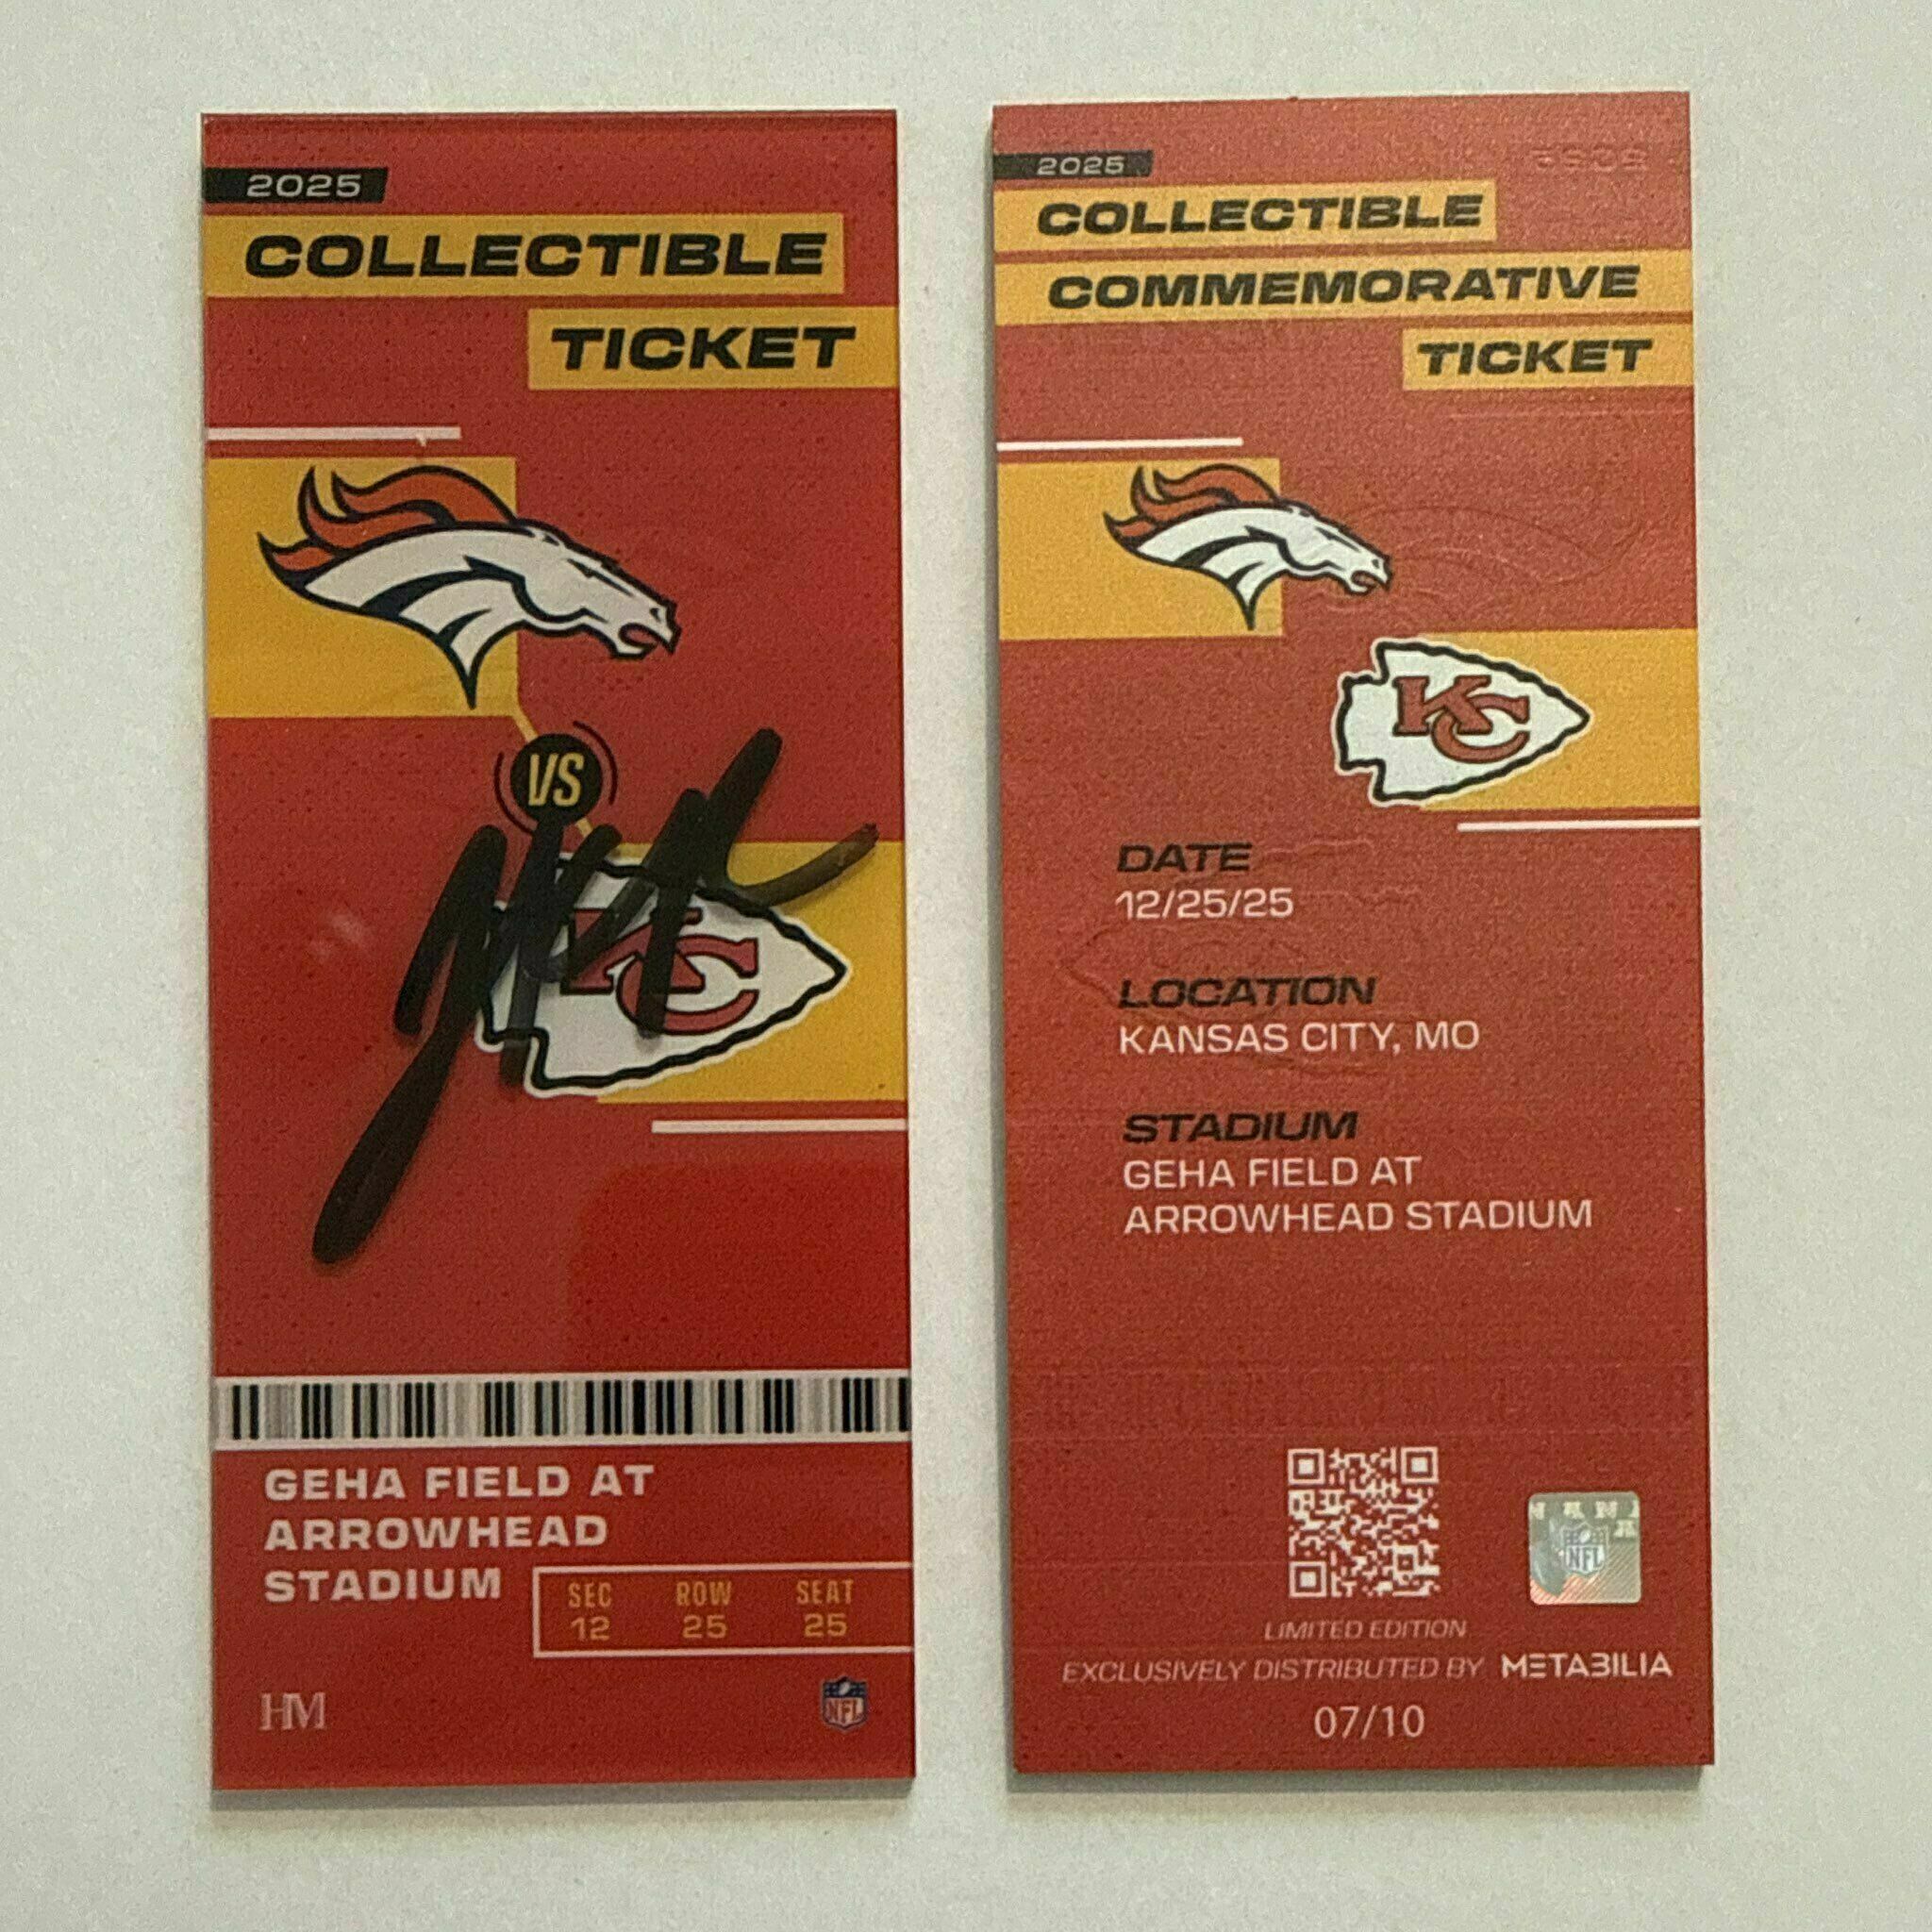 2025
COLLECTIBLE
TICKET
VS
KC
GEHA FIELD AT
ARROWHEAD
STADIUM
SEC ROW SEAT
12 25 25
HM
NFL
2025
COLLECTIBLE
COMMEMORATIVE
TICKET
KC
DATE
12/25/25
LOCATION
KANSAS CITY, MO
STADIUM
GEHA FIELD AT
ARROWHEAD STADIUM
NFL
LIMITED EDITION
EXCLUSIVELY DISTRIBUTED BY METABILIA
07/10